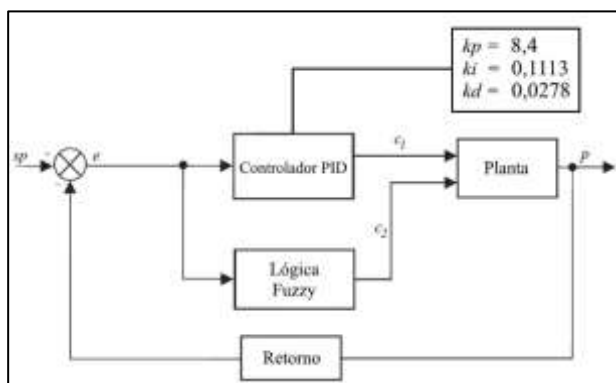 kp = 8,4
ki = 0,1113
kd = 0,0278
sp
e
Controlador PID
c1
Planta
p
c2
Lógica
Fuzzy
Retorno